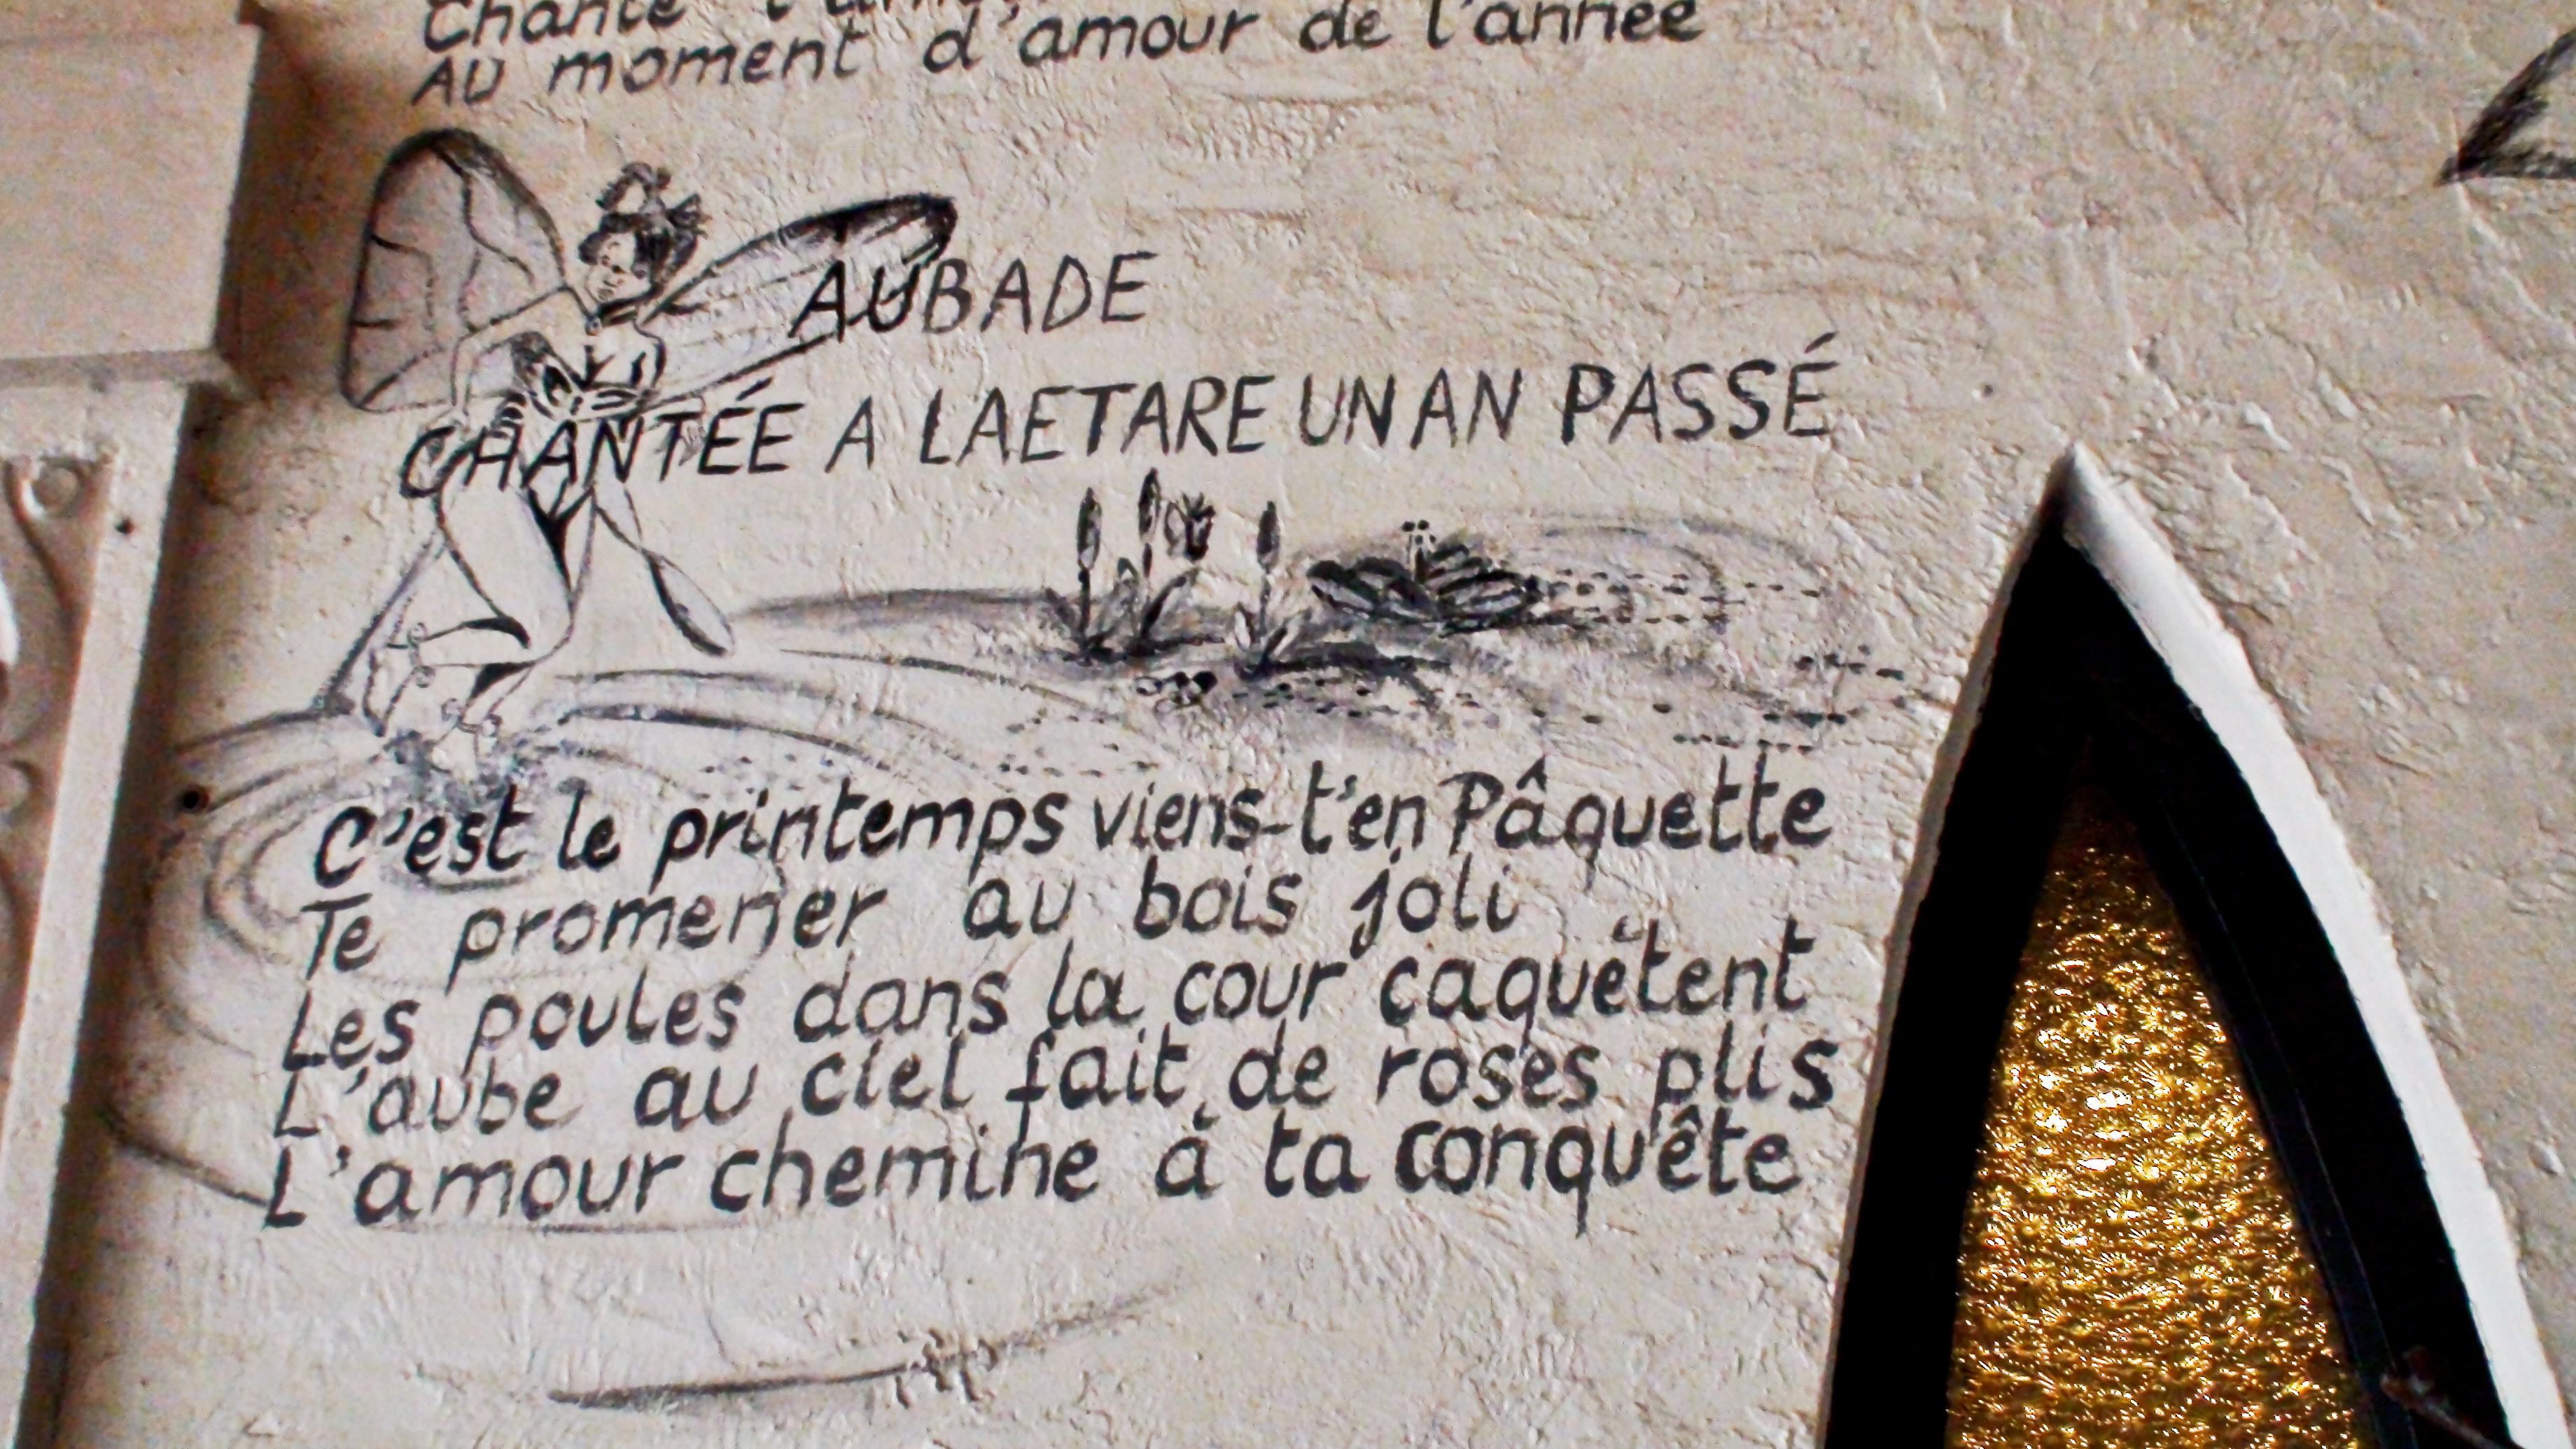 Chante
Au moment d'amour de l'année
AUBADE
CHANTÉE A LAETARE UN AN PASSÉ
C'est le printemps viens-t'en Pâquette
Te promener au bois joli
Les poules dans la cour caquètent
L'aube au ciel fait de roses plis
L'amour chemine à ta conquête